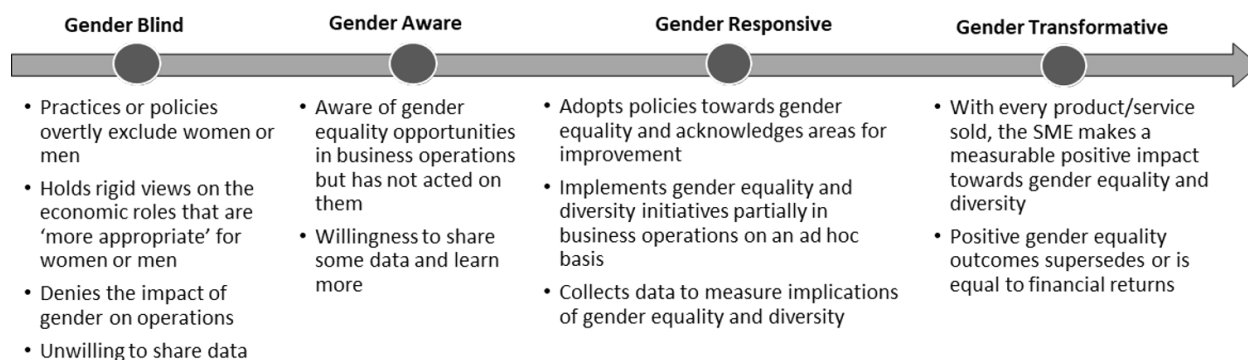 Gender Blind
• Practices or policies
overtly exclude women or
men
• Holds rigid views on the
economic roles that are
‘more appropriate’ for
women or men
• Denies the impact of
gender on operations
• Unwilling to share data
Gender Aware
• Aware of gender
equality opportunities
in business operations
but has not acted on
them
• Willingness to share
some data and learn
more
Gender Responsive
• Adopts policies towards gender
equality and acknowledges areas for
improvement
• Implements gender equality and
diversity initiatives partially in
business operations on an ad hoc
basis
• Collects data to measure implications
of gender equality and diversity
Gender Transformative
• With every product/service
sold, the SME makes a
measurable positive impact
towards gender equality and
diversity
• Positive gender equality
outcomes supersedes or is
equal to financial returns